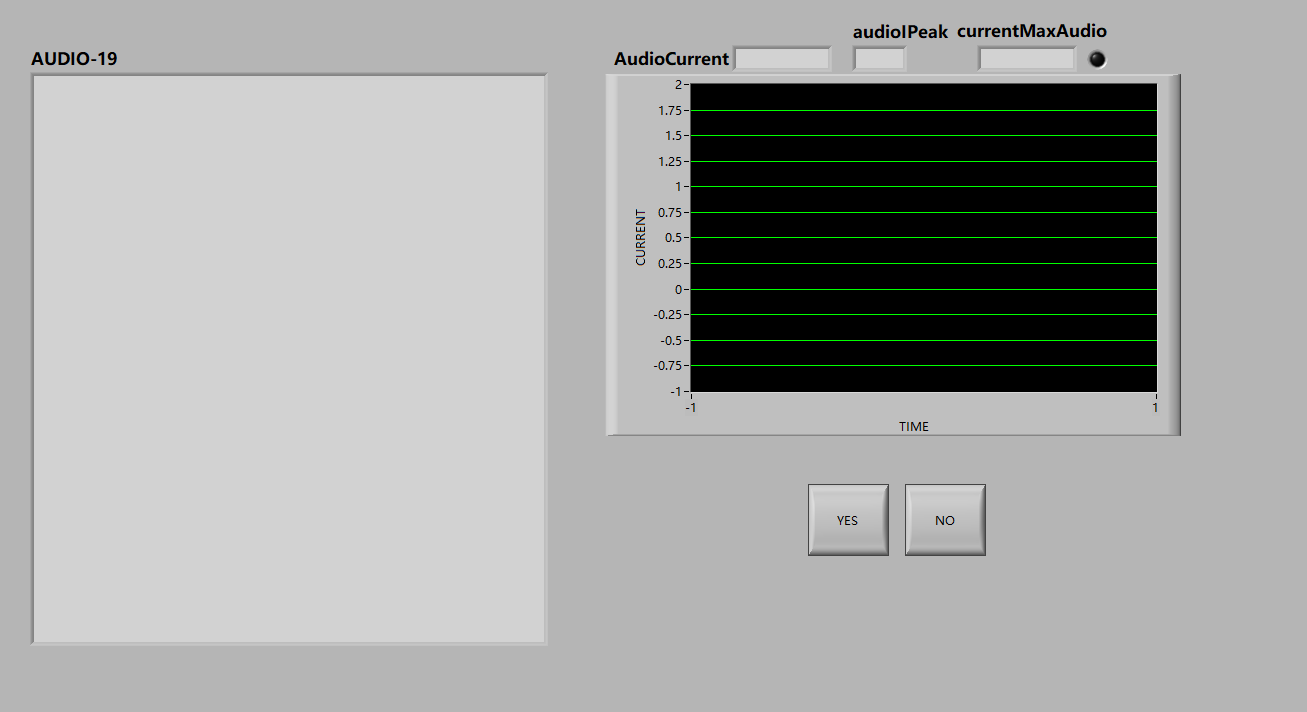 AUDIO-19
audioIPeak currentMaxAudio
AudioCurrent
2
1.75
1.5
1.25
1
0.75
0.5
0.25
0
-0.25
-0.5
-0.75
-1
CURRENT
-1 1
TIME
YES NO